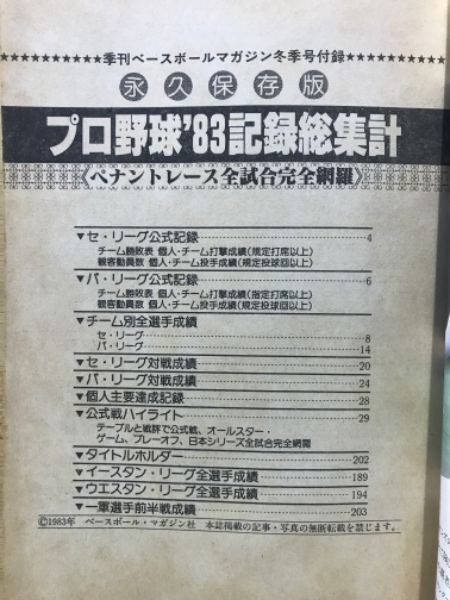 ★★★★★★★★★★季刊ベースボールマガジン冬季号付録★★★★★★★★★★
永久保存版
プロ野球'83記録総集計
《ペナントレース全試合完全網羅》
▼セ・リーグ公式記録 4
チーム勝敗表 個人・チーム打撃成績(規定打席以上)
観客動員数 個人・チーム投手成績(規定投球回以上)
▼パ・リーグ公式記録 6
チーム勝敗表 個人・チーム打撃成績(指定打席以上)
観客動員数 個人・チーム投手成績(規定投球回以上)
▼チーム別全選手成績
セ・リーグ 8
パ・リーグ 14
▼セ・リーグ対戦成績 20
▼パ・リーグ対戦成績 24
▼個人主要達成記録 28
▼公式戦ハイライト 29
テーブルと戦評で公式戦、オールスター・
ゲーム、プレーオフ、日本シリーズ全試合完全網羅
▼タイトルホルダー 202
▼イースタン・リーグ全選手成績 189
▼ウエスタン・リーグ全選手成績 194
▼一軍選手前半戦成績 203
©1983年 ベースボール・マガジン社 本誌掲載の記事・写真の無断転載を禁じます。